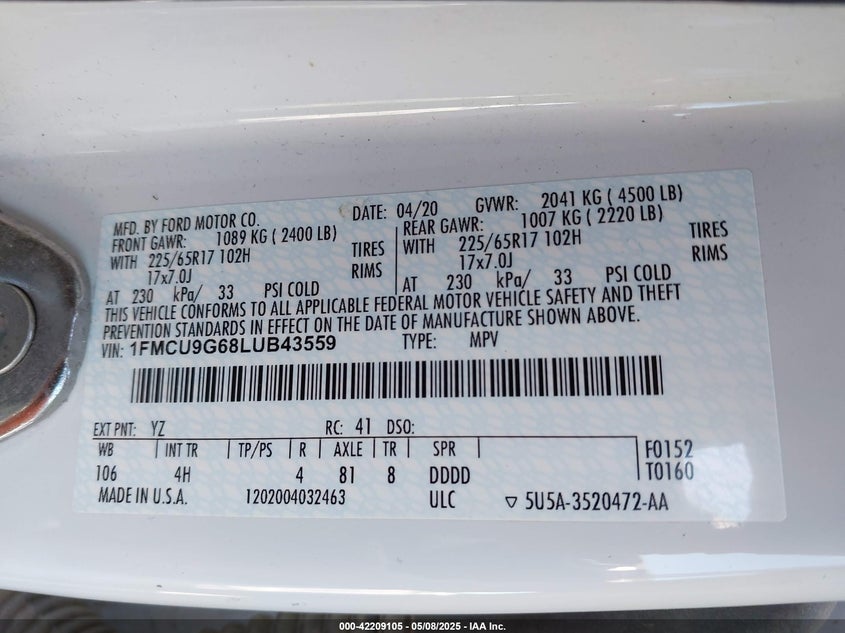 MFD. BY FORD MOTOR CO. DATE: 04/20 GVWR: 2041 KG ( 4500 LB)
FRONT GAWR: 1089 KG ( 2400 LB) REAR GAWR: 1007 KG ( 2220 LB)
WITH 225/65R17 102H TIRES WITH 225/65R17 102H TIRES
17x7.0J RIMS 17x7.0J RIMS
AT 230 kPa/ 33 PSI COLD AT 230 kPa/ 33 PSI COLD
THIS VEHICLE CONFORMS TO ALL APPLICABLE FEDERAL MOTOR VEHICLE SAFETY AND THEFT
PREVENTION STANDARDS IN EFFECT ON THE DATE OF MANUFACTURE SHOWN ABOVE.
VIN: 1FMCU9G68LUB43559 TYPE: MPV
EXT PNT: YZ RC: 41 DSO:
WB INT TR TP/PS R AXLE TR SPR F0152
106 4H 4 81 8 DDDD T0160
MADE IN U.S.A. 1202004032463 ULC ▽ 5U5A-3520472-AA
000-42209105 - 05/08/2025 - IAA Inc.